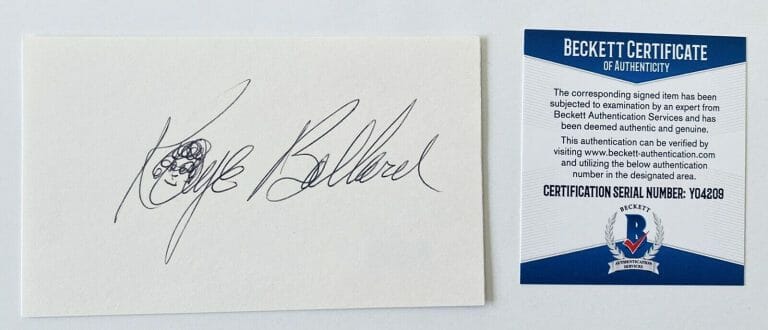 Kaye Ballard
BECKETT CERTIFICATE
OF AUTHENTICITY
The corresponding signed item has been
subjected to examination by an expert from
Beckett Authentication Services and has
been deemed authentic and genuine.
This authentication can be verified by
visiting www.beckett-authentication.com
and utilizing the below authentication
number in the designated area.
CERTIFICATION SERIAL NUMBER: Y04209
BECKETT
B
AUTHENTICATION
SERVICES